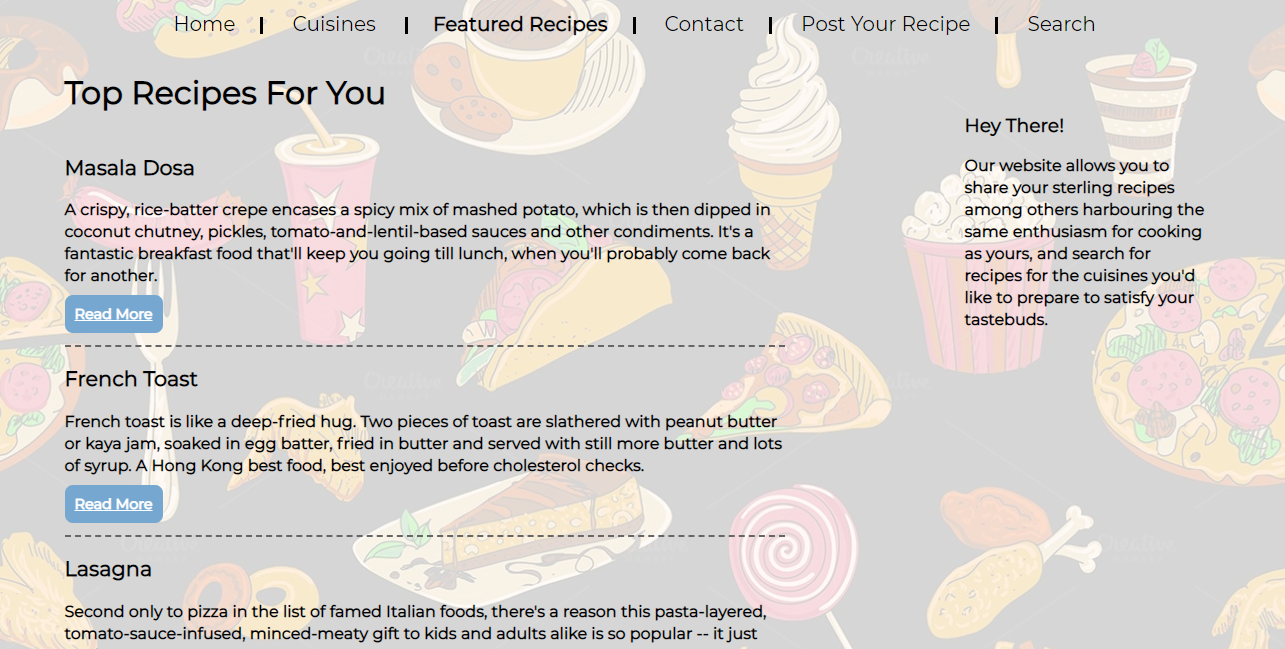 Home | Cuisines | Featured Recipes | Contact | Post Your Recipe | Search
Top Recipes For You
Masala Dosa
A crispy, rice-batter crepe encases a spicy mix of mashed potato, which is then dipped in
coconut chutney, pickles, tomato-and-lentil-based sauces and other condiments. It's a
fantastic breakfast food that'll keep you going till lunch, when you'll probably come back
for another.
Read More
French Toast
French toast is like a deep-fried hug. Two pieces of toast are slathered with peanut butter
or kaya jam, soaked in egg batter, fried in butter and served with still more butter and lots
of syrup. A Hong Kong best food, best enjoyed before cholesterol checks.
Read More
Lasagna
Second only to pizza in the list of famed Italian foods, there's a reason this pasta-layered,
tomato-sauce-infused, minced-meaty gift to kids and adults alike is so popular -- it just
Hey There!
Our website allows you to
share your sterling recipes
among others harbouring the
same enthusiasm for cooking
as yours, and search for
recipes for the cuisines you'd
like to prepare to satisfy your
tastebuds.
Creative
Creative
Creative
Creative